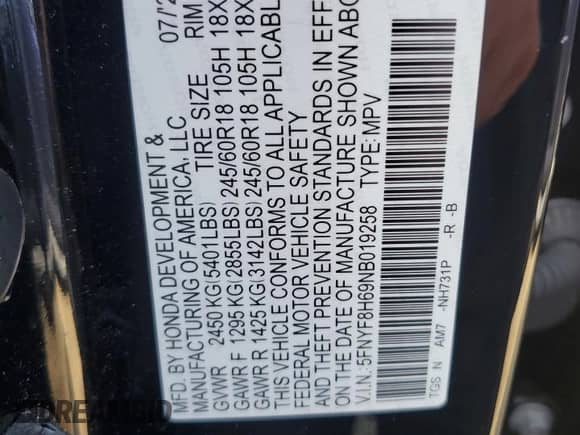 MFD. BY HONDA DEVELOPMENT & 07/
MANUFACTURING OF AMERICA, LLC
TIRE SIZE RIM
GVWR 2450 KG(5401LBS)
GAWR F 1295 KG(2855LBS) 245/60R18 105H 18X
GAWR R 1425 KG(3142LBS) 245/60R18 105H 18X
THIS VEHICLE CONFORMS TO ALL APPLICABLE
FEDERAL MOTOR VEHICLE SAFETY
AND THEFT PREVENTION STANDARDS IN EFF
ON THE DATE OF MANUFACTURE SHOWN ABO
V.I.N.: 5FNYF8H69NB019258 TYPE: MPV
TGS N AM7 -NH731P -R -B
DREAMBID